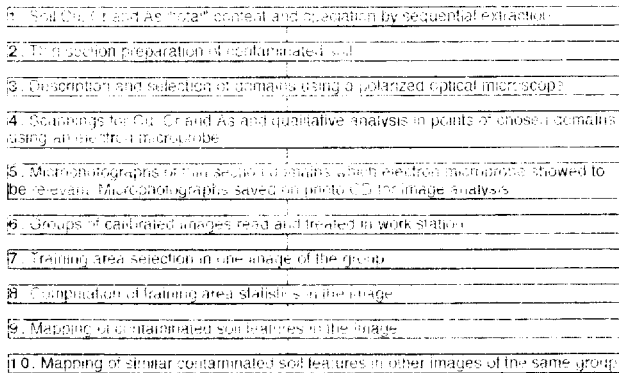 1. Soil Cu, Cr and As "total" content and speciation by sequential extraction
2. Thin section preparation of contaminated soil
3. Description and selection of domains using a polarized optical microscope
4. Scannings for Cu, Cr and As and qualitative analysis in points of chosen domains
using an electron microprobe
5. Microphotographs of thin section domains which electron microprobe showed to
be relevant. Microphotographs saved on photo CD for image analysis
6. Groups of calibrated images read and treated in work station
7. Training area selection in one image of the group
8. Computation of training area statistics in the image
9. Mapping of contaminated soil features in the image
10. Mapping of similar contaminated soil features in other images of the same group